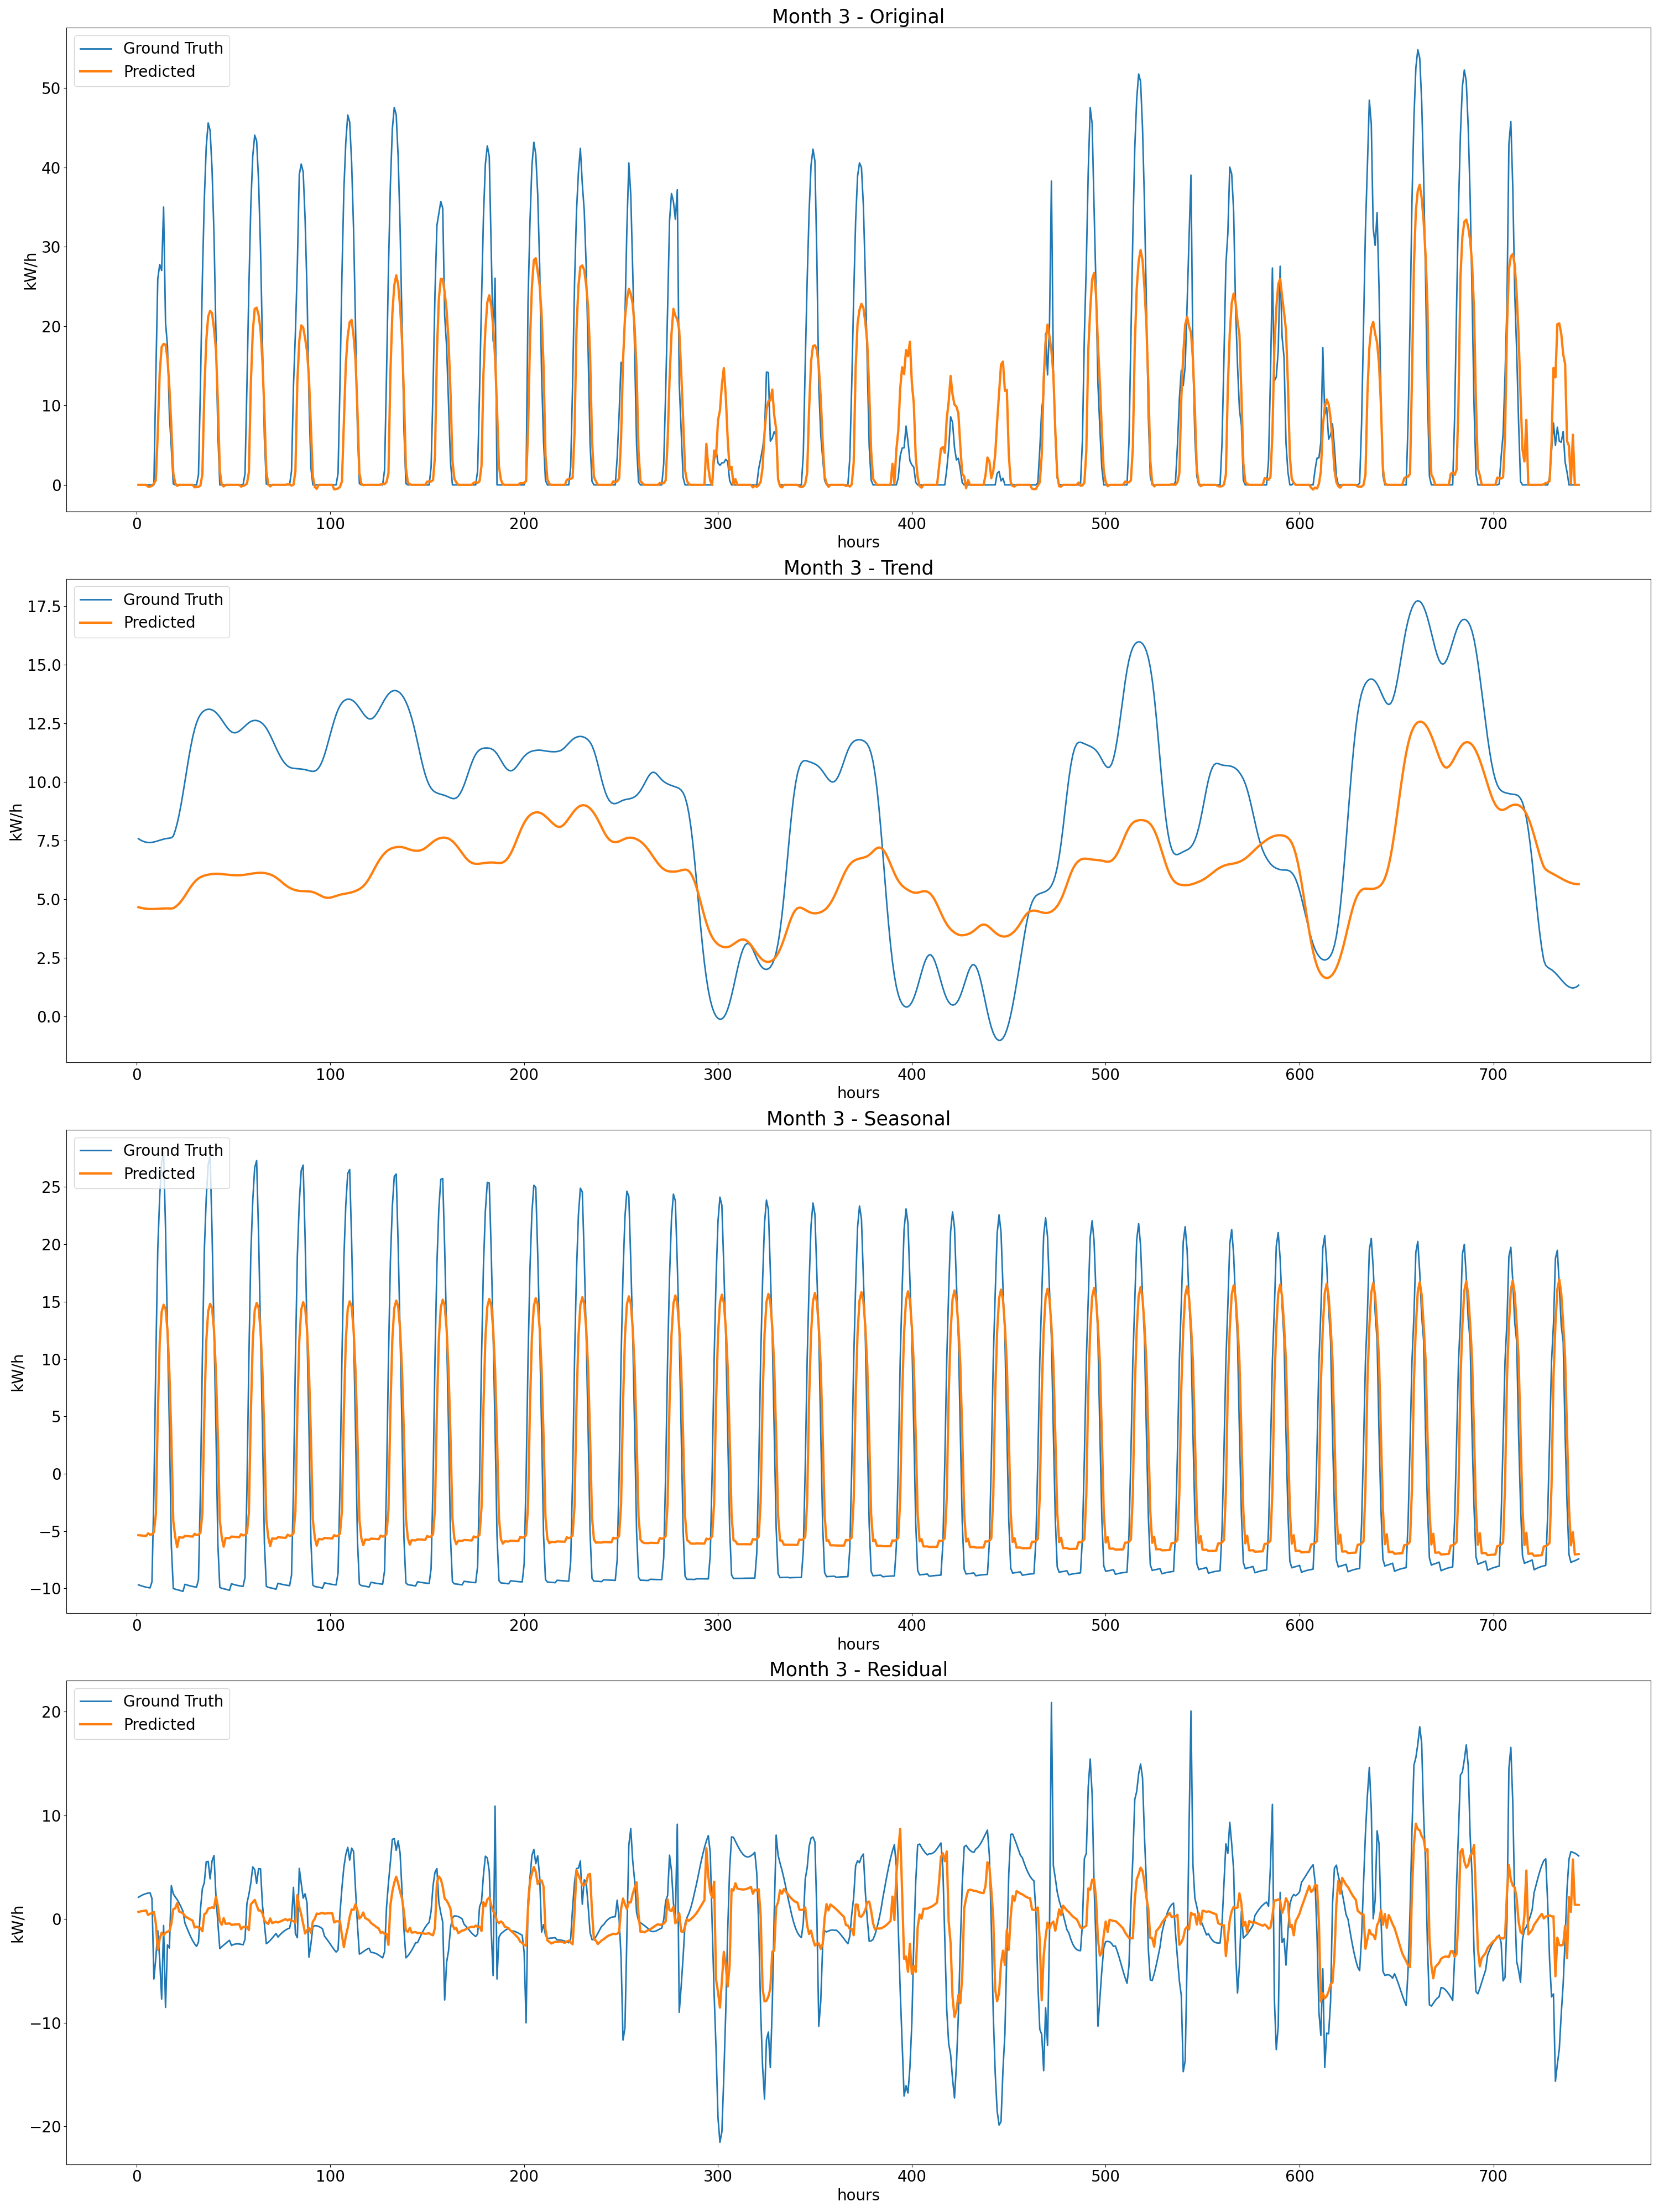 Month 3 - Original
Ground Truth
Predicted
50
40
30
20
10
0
kW/h
0 100 200 300 400 500 600 700
hours
Month 3 - Trend
Ground Truth
Predicted
17.5
15.0
12.5
10.0
7.5
5.0
2.5
0.0
kW/h
0 100 200 300 400 500 600 700
hours
Month 3 - Seasonal
Ground Truth
Predicted
25
20
15
10
5
0
−5
−10
kW/h
0 100 200 300 400 500 600 700
hours
Month 3 - Residual
Ground Truth
Predicted
20
10
0
−10
−20
kW/h
0 100 200 300 400 500 600 700
hours